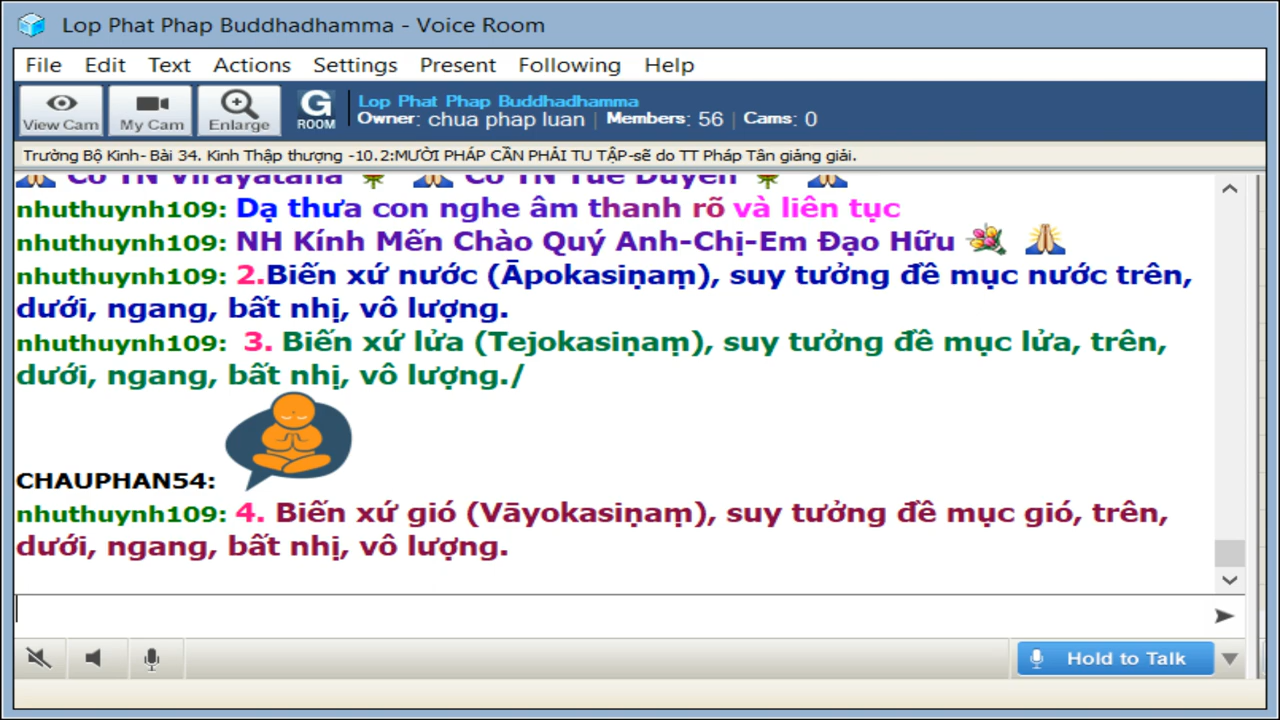 Lop Phat Phap Buddhadhamma - Voice Room
File Edit Text Actions Settings Present Following Help
View Cam My Cam Enlarge G ROOM
Lop Phat Phap Buddhadhamma
Owner: chua phap luan | Members: 56 | Cams: 0
Trường Bộ Kinh- Bài 34. Kinh Thập thượng -10.2:MƯỜI PHÁP CẦN PHẢI TU TẬP-sẽ do TT Pháp Tân giảng giải.
Cô TN Virayatana Cô TN Tuệ Duyên
nhuthuynh109: Dạ thưa con nghe âm thanh rõ và liên tục
nhuthuynh109: NH Kính Mến Chào Quý Anh-Chị-Em Đạo Hữu
nhuthuynh109: 2.Biến xứ nước (Āpokasiṇaṃ), suy tưởng đề mục nước trên,
dưới, ngang, bất nhị, vô lượng.
nhuthuynh109: 3. Biến xứ lửa (Tejokasiṇaṃ), suy tưởng đề mục lửa, trên,
dưới, ngang, bất nhị, vô lượng./
CHAUPHAN54:
nhuthuynh109: 4. Biến xứ gió (Vāyokasiṇaṃ), suy tưởng đề mục gió, trên,
dưới, ngang, bất nhị, vô lượng.
Hold to Talk